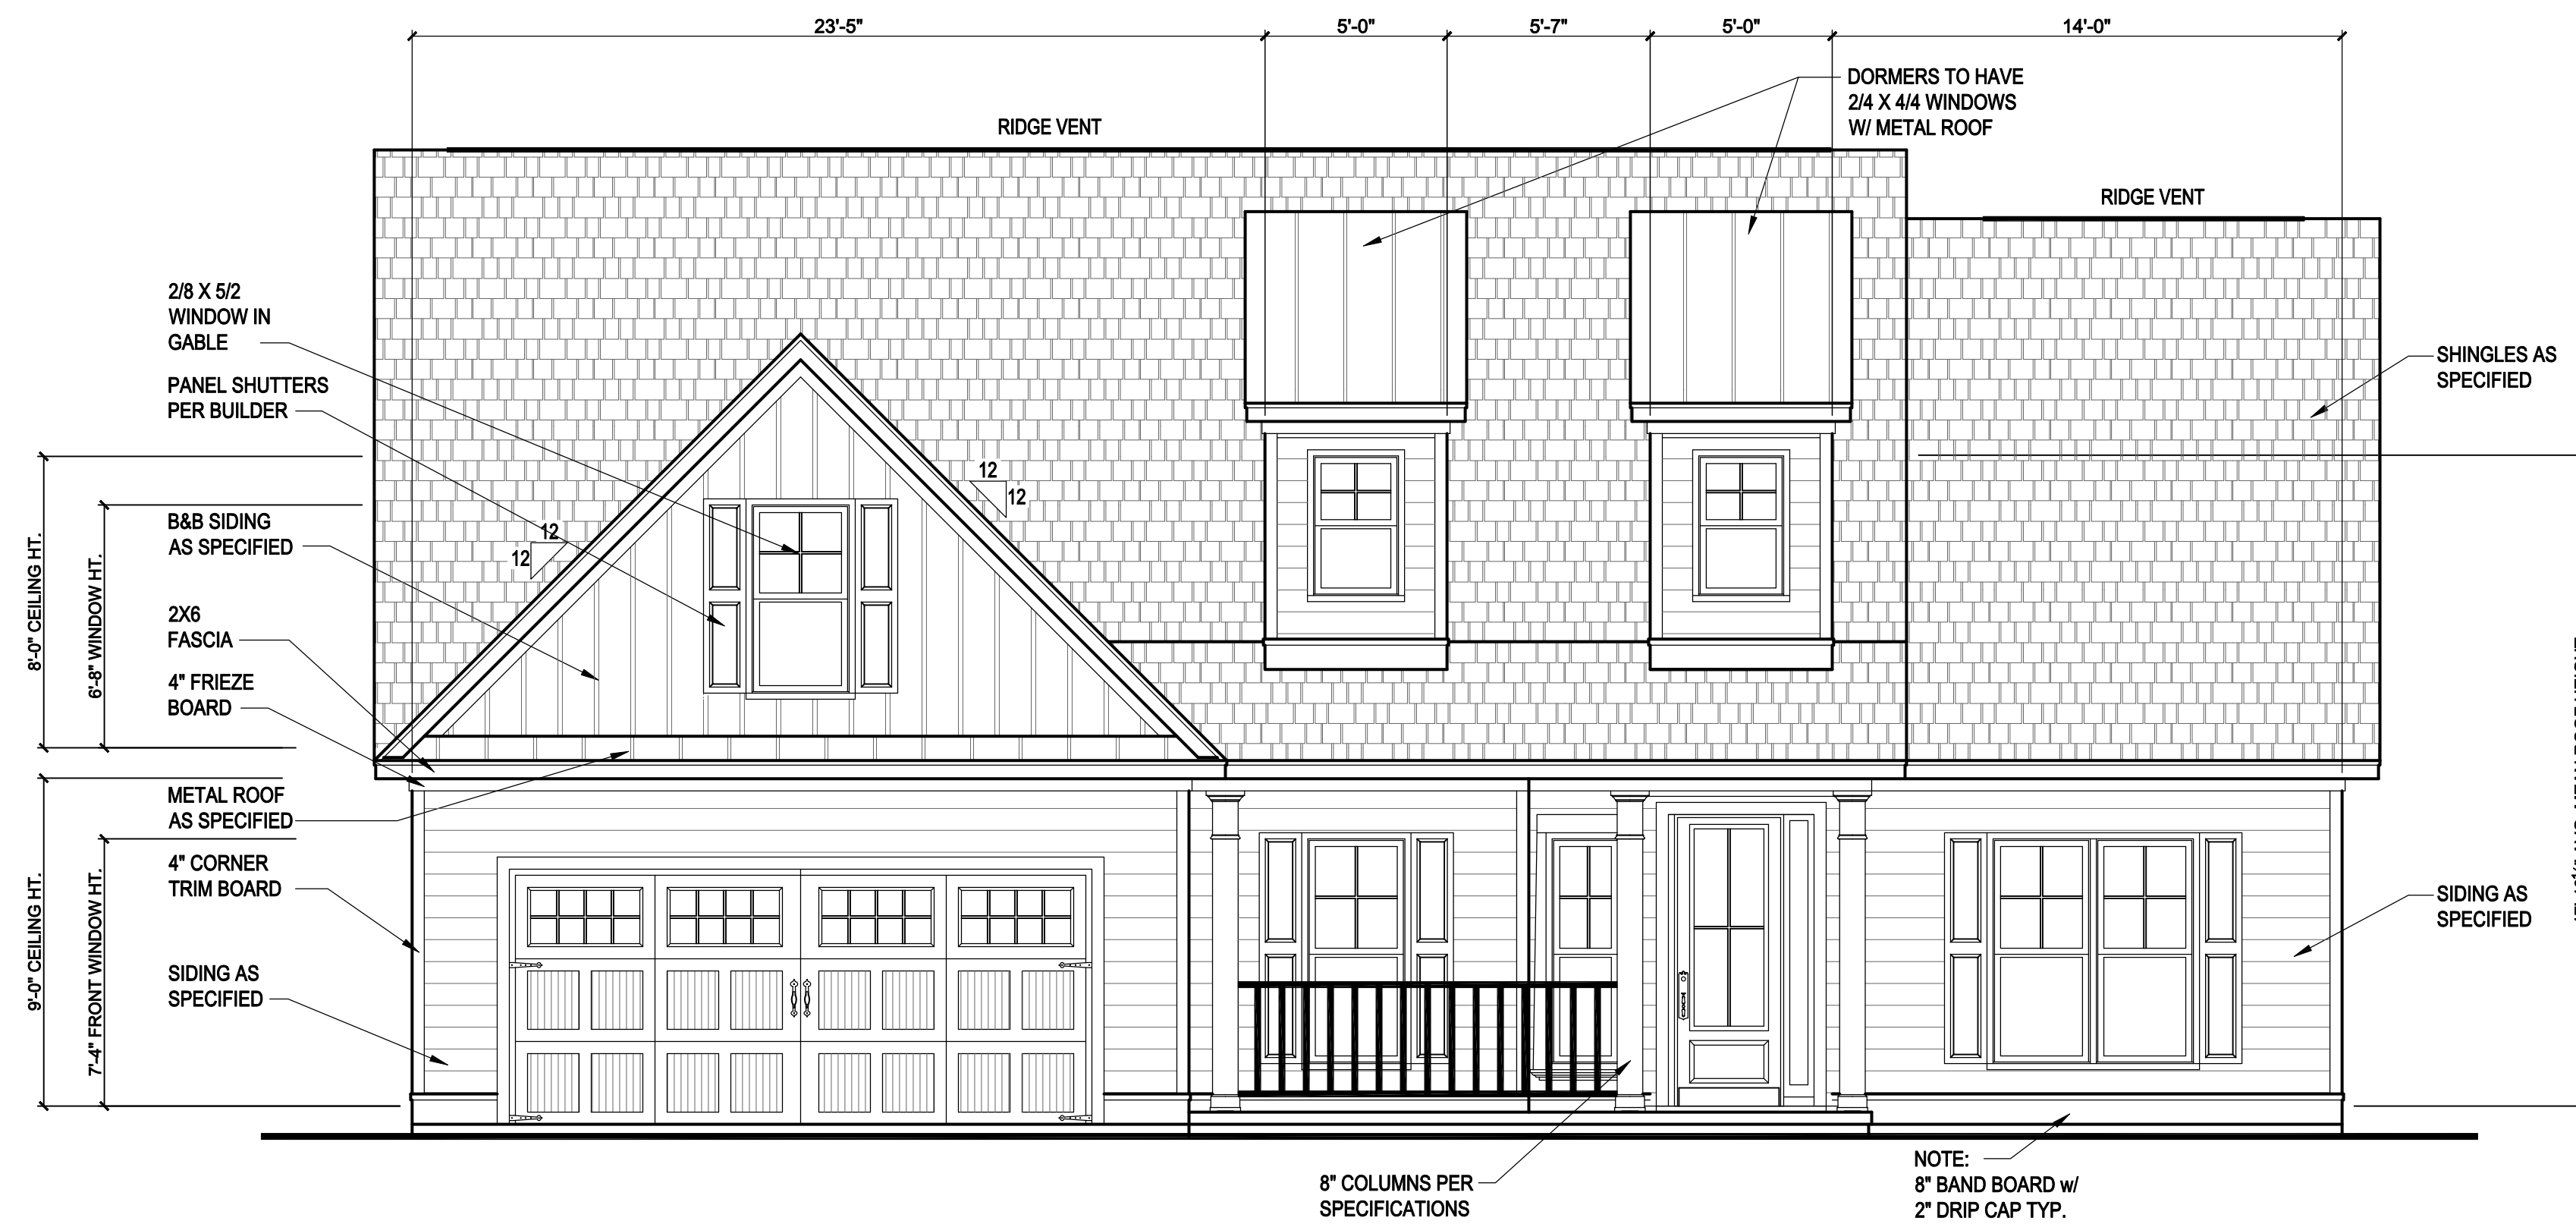 23'-5"
5'-0"
5'-7"
5'-0"
14'-0"
DORMERS TO HAVE
2/4 X 4/4 WINDOWS
W/ METAL ROOF
RIDGE VENT
RIDGE VENT
2/8 X 5/2
WINDOW IN
GABLE
PANEL SHUTTERS
PER BUILDER
SHINGLES AS
SPECIFIED
12
12
12
12
B&B SIDING
AS SPECIFIED
8'-0" CEILING HT.
6'-8" WINDOW HT.
2X6
FASCIA
4" FRIEZE
BOARD
METAL ROOF
AS SPECIFIED
4" CORNER
TRIM BOARD
9'-0" CEILING HT.
7'-4" FRONT WINDOW HT.
SIDING AS
SPECIFIED
SIDING AS
SPECIFIED
8" COLUMNS PER
SPECIFICATIONS
NOTE:
8" BAND BOARD w/
2" DRIP CAP TYP.